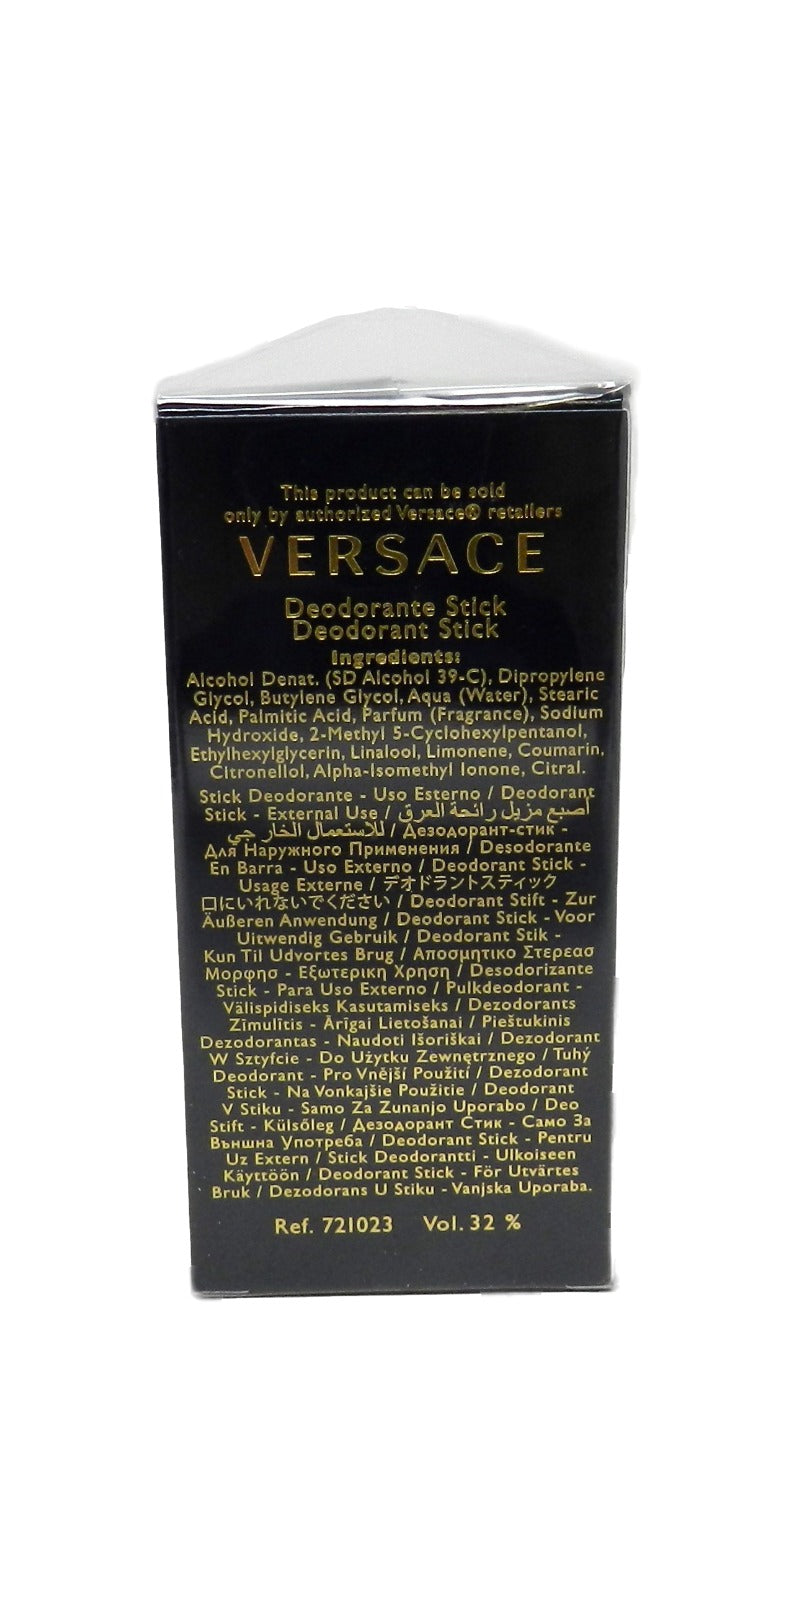 This product can be sold
only by authorized Versace® retailers
VERSACE
Deodorante Stick
Deodorant Stick
Ingredients:
Alcohol Denat. (SD Alcohol 39-C), Dipropylene
Glycol, Butylene Glycol, Aqua (Water), Stearic
Acid, Palmitic Acid, Parfum (Fragrance), Sodium
Hydroxide, 2-Methyl 5-Cyclohexylpentanol,
Ethylhexylglycerin, Linalool, Limonene, Coumarin,
Citronellol, Alpha-Isomethyl Ionone, Citral.
Stick Deodorante - Uso Esterno / Deodorant
Stick - External Use / أصبع مزيل رائحة العرق
للاستعمال الخار جي / Дезодорант-стик -
Для Наружного Применения / Desodorante
En Barra - Uso Externo / Deodorant Stick -
Usage Externe / デオドラントスティック
口にいれないでください / Deodorant Stift - Zur
Äußeren Anwendung / Deodorant Stick - Voor
Uitwendig Gebruik / Deodorant Stik -
Kun Til Udvortes Brug / Αποσμητικο Στερεασ
Μορφησ - Εξωτερικη Χρηση / Desodorizante
Stick - Para Uso Externo / Pulkdeodorant -
Välispidiseks Kasutamiseks / Dezodorants
Zīmulītis - Ārīgai Lietošanai / Pieštukinis
Dezodorantas - Naudoti Išoriškai / Dezodorant
W Sztyfcie - Do Użytku Zewnętrznego / Tuhý
Deodorant - Pro Vnější Použití / Dezodorant
Stick - Na Vonkajšie Použitie / Deodorant
V Stiku - Samo Za Zunanjo Uporabo / Deo
Stift - Külsőleg / Дезодорант Стик - Само За
Външна Употреба / Deodorant Stick - Pentru
Uz Extern / Stick Deodorantti - Ulkoiseen
Käyttöön / Deodorant Stick - För Utvärtes
Bruk / Dezodorans U Stiku - Vanjska Uporaba.
Ref. 721023 Vol. 32 %